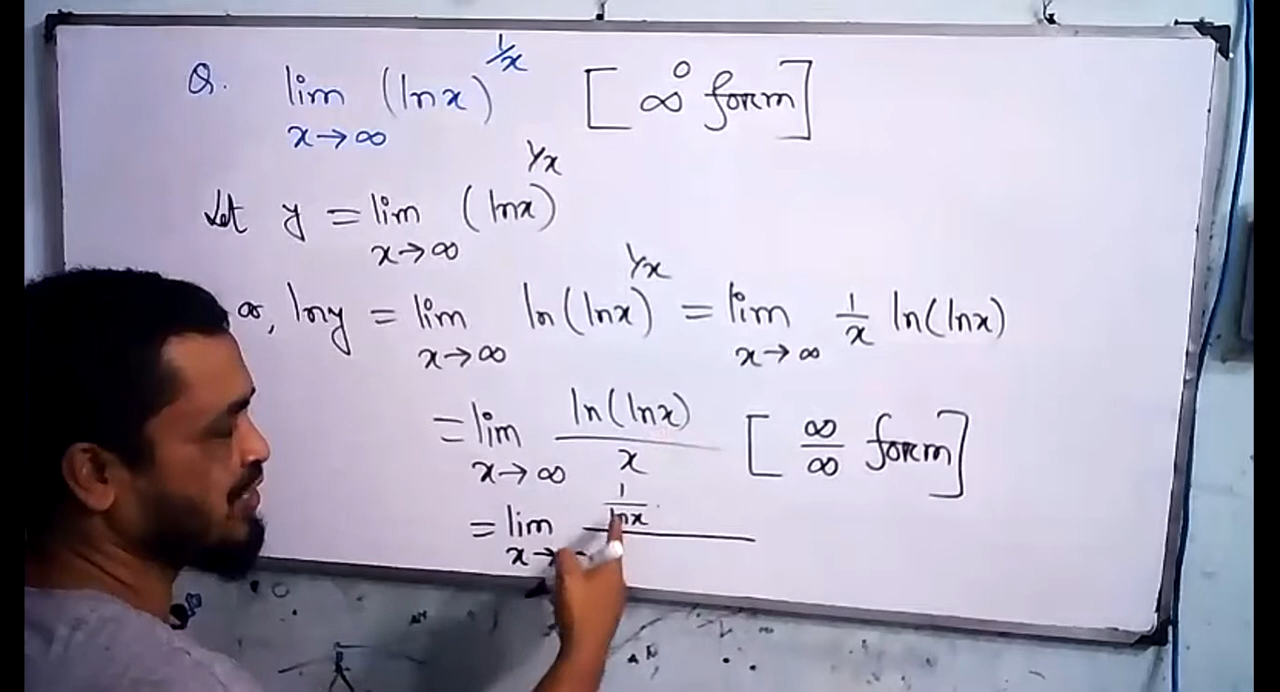 Q. lim x→∞ (lnx)^1/x [ ∞^0 form]
Let y = lim x→∞ (lnx)^1/x
or, lny = lim x→∞ ln(lnx)^1/x = lim x→∞ 1/x ln(lnx)
= lim x→∞ ln(lnx)/x [ ∞/∞ form]
= lim x→ 1/lnx ·